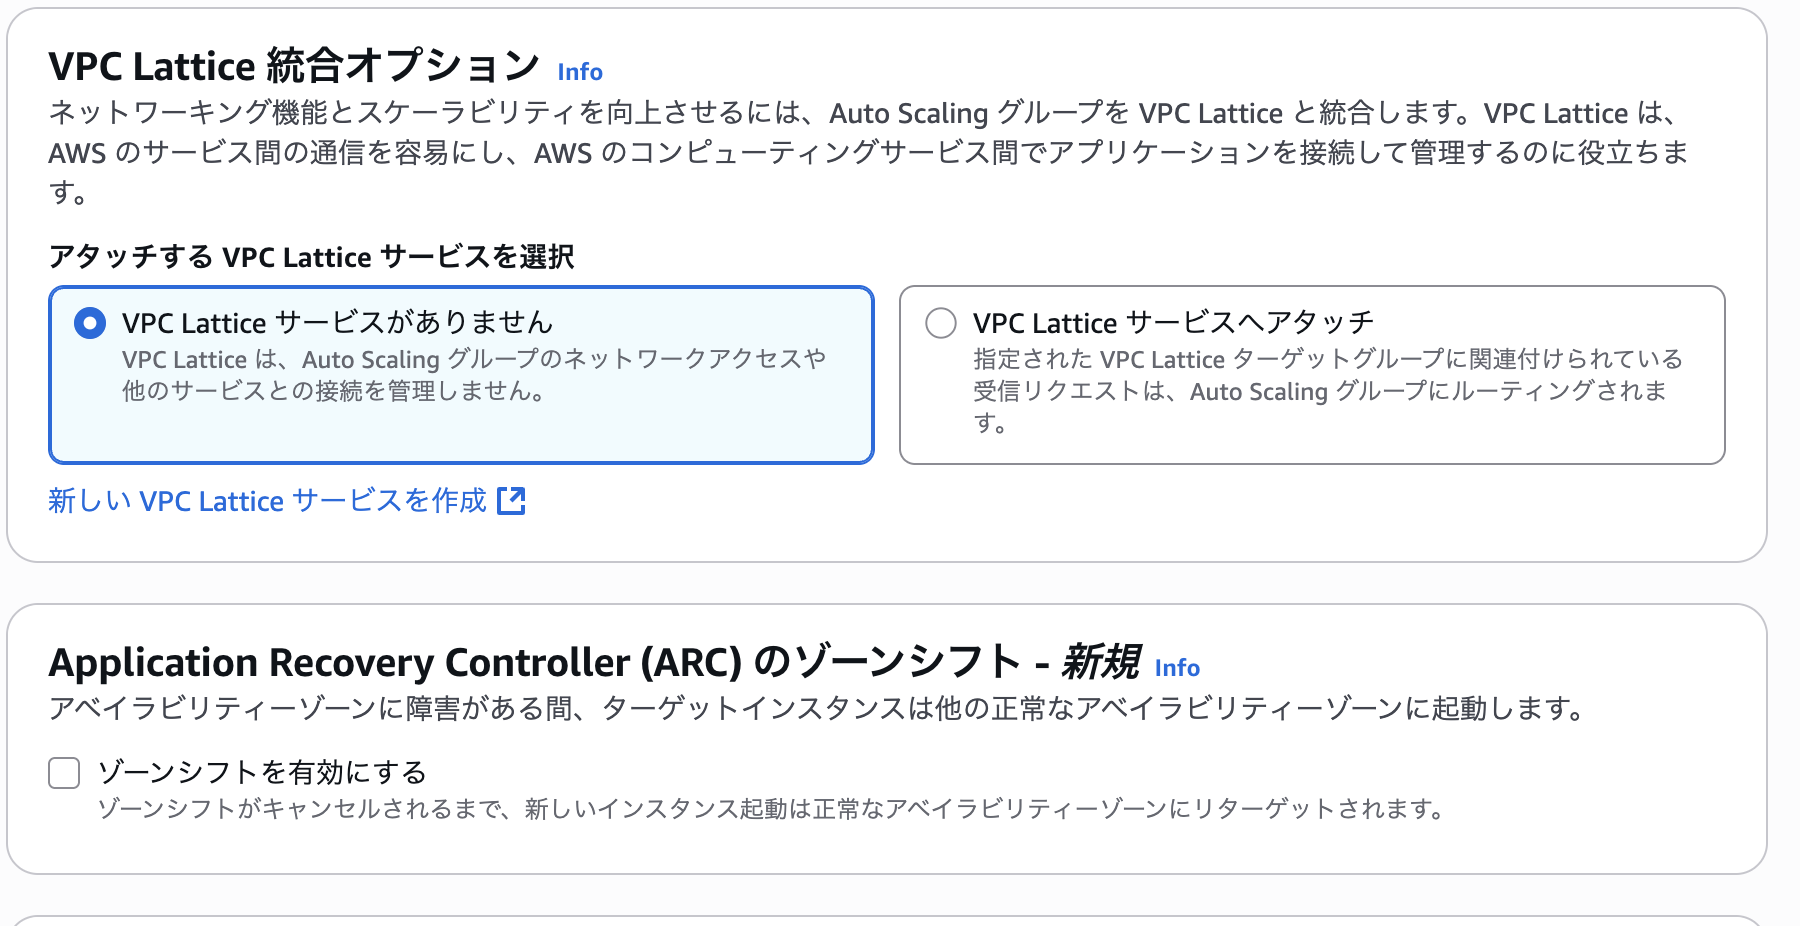 VPC Lattice 統合オプション Info
ネットワーキング機能とスケーラビリティを向上させるには、Auto Scaling グループを VPC Lattice と統合します。VPC Lattice は、
AWS のサービス間の通信を容易にし、AWS のコンピューティングサービス間でアプリケーションを接続して管理するのに役立ちま
す。
アタッチする VPC Lattice サービスを選択
VPC Lattice サービスがありません
VPC Lattice は、Auto Scaling グループのネットワークアクセスや
他のサービスとの接続を管理しません。
VPC Lattice サービスへアタッチ
指定された VPC Lattice ターゲットグループに関連付けられている
受信リクエストは、Auto Scaling グループにルーティングされま
す。
新しい VPC Lattice サービスを作成
Application Recovery Controller (ARC) のゾーンシフト - 新規 Info
アベイラビリティーゾーンに障害がある間、ターゲットインスタンスは他の正常なアベイラビリティーゾーンに起動します。
ゾーンシフトを有効にする
ゾーンシフトがキャンセルされるまで、新しいインスタンス起動は正常なアベイラビリティーゾーンにリターゲットされます。